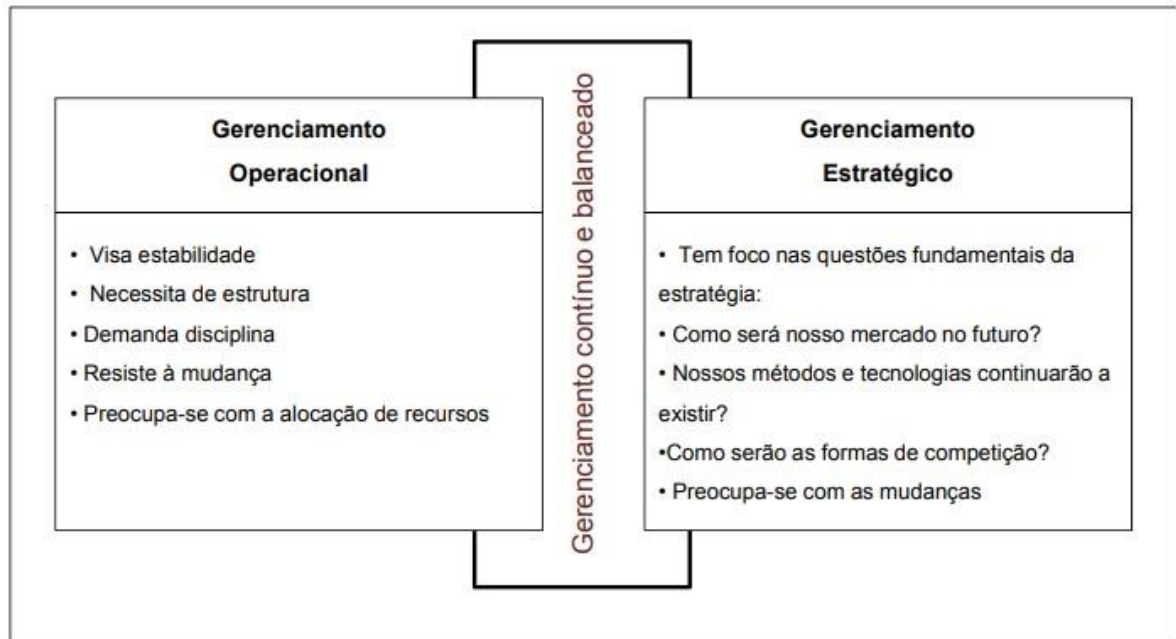 Gerenciamento
Operacional
• Visa estabilidade
• Necessita de estrutura
• Demanda disciplina
• Resiste à mudança
• Preocupa-se com a alocação de recursos
Gerenciamento contínuo e balanceado
Gerenciamento
Estratégico
• Tem foco nas questões fundamentais da
estratégia:
• Como será nosso mercado no futuro?
• Nossos métodos e tecnologias continuarão a
existir?
•Como serão as formas de competição?
• Preocupa-se com as mudanças